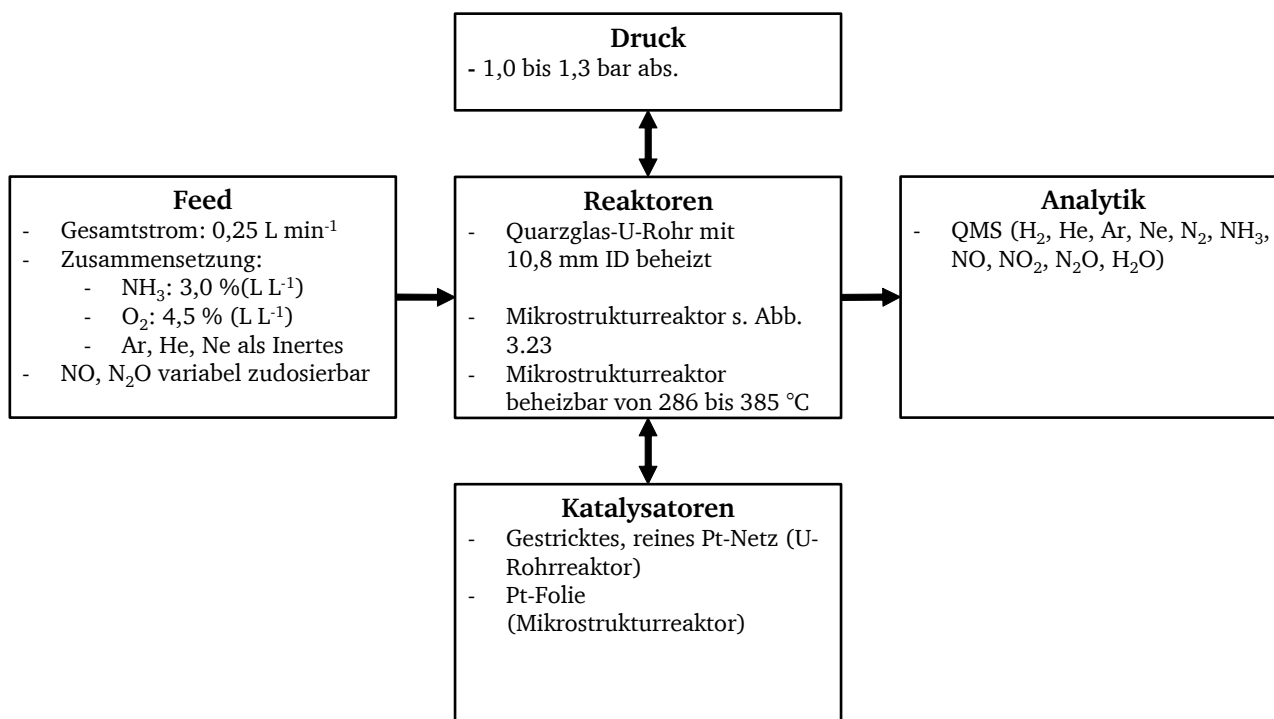 Druck
- 1,0 bis 1,3 bar abs.
Feed
- Gesamtstrom: 0,25 L min⁻¹
- Zusammensetzung:
- NH₃: 3,0 %(L L⁻¹)
- O₂: 4,5 % (L L⁻¹)
- Ar, He, Ne als Inertes
- NO, N₂O variabel zudosierbar
Reaktoren
- Quarzglas-U-Rohr mit
10,8 mm ID beheizt
- Mikrostrukturreaktor s. Abb.
3.23
- Mikrostrukturreaktor
beheizbar von 286 bis 385 °C
Analytik
- QMS (H₂, He, Ar, Ne, N₂, NH₃,
NO, NO₂, N₂O, H₂O)
Katalysatoren
- Gestricktes, reines Pt-Netz (U-
Rohrreaktor)
- Pt-Folie
(Mikrostrukturreaktor)